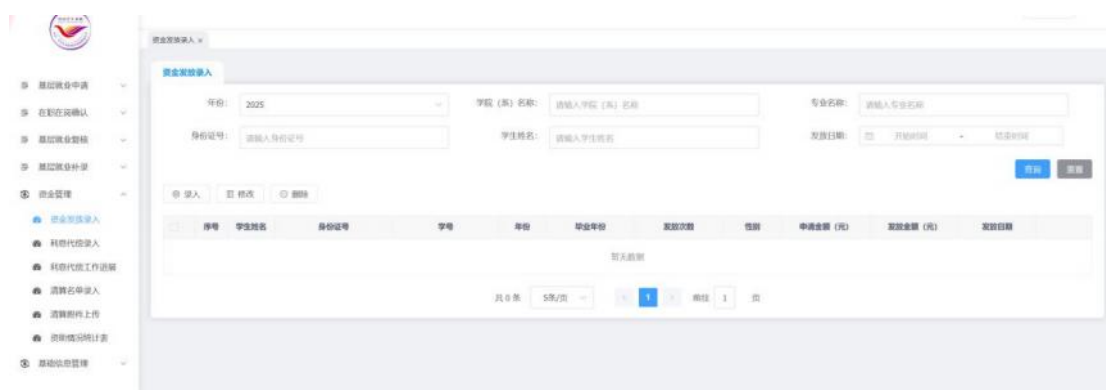 资金发放录入 ×
资金发放录入
年份: 2025 学院 (系) 名称: 请输入学院 (系) 名称 专业名称: 请输入专业名称
身份证号: 请输入身份证号 学生姓名: 请输入学生姓名 发放日期: 开始时间 - 结束时间
查询 重置
录入 修改 删除
序号 学生姓名 身份证号 学号 年份 毕业年份 发放次数 性别 申请金额 (元) 发放金额 (元) 发放日期
暂无数据
共 0 条 5条/页 < 1 > 前往 1 页
基层就业申请
在职在岗确认
基层就业复核
基层就业补录
资金管理
资金发放录入
利息代偿录入
利息代偿工作进展
清算名单录入
清算附件上传
资助情况统计表
基础信息管理